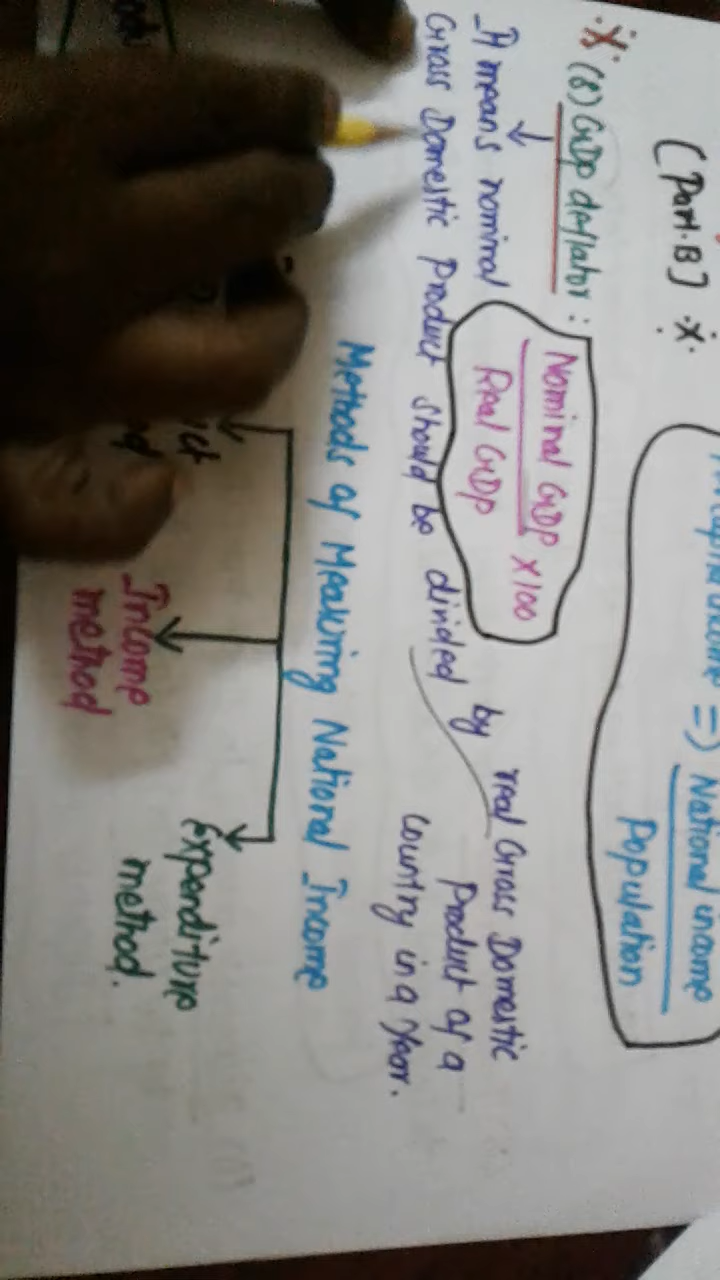 (Part.B)
Income => National income
Population
(8) GDP deflator : Nominal GDP X100
Real GDP
It means nominal
Gross Domestic Product should be divided by real Gross Domestic
Product of a
country in a year.
Methods of Measuring National Income
Income
method
Expenditure
method.